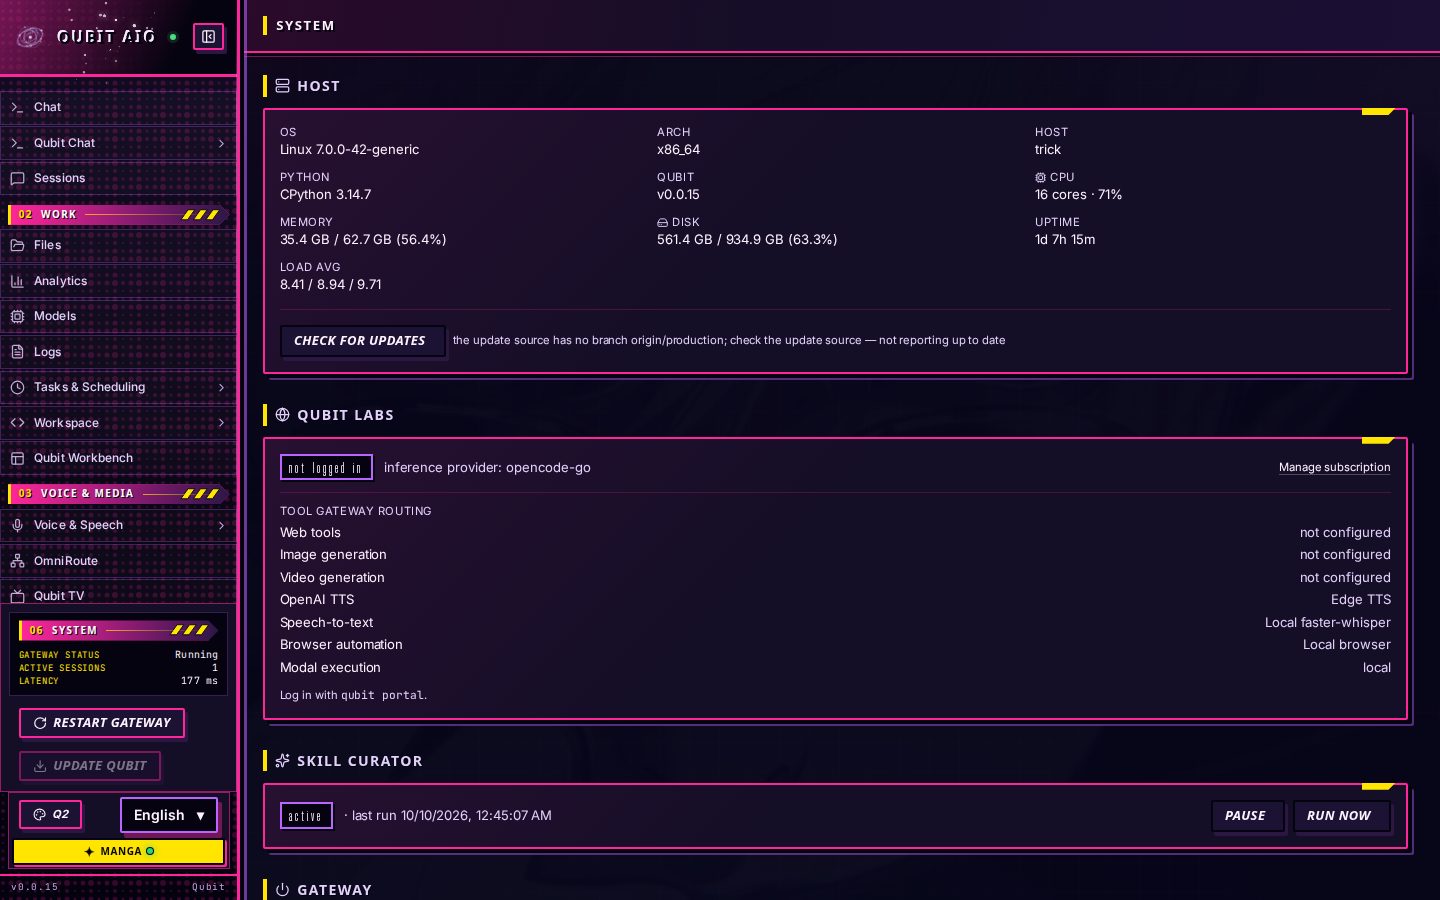 QUBIT AIO
Chat
Qubit Chat
Sessions
02 WORK
Files
Analytics
Models
Logs
Tasks & Scheduling
Workspace
Qubit Workbench
03 VOICE & MEDIA
Voice & Speech
OmniRoute
Qubit TV
06 SYSTEM
GATEWAY STATUS Running
ACTIVE SESSIONS 1
LATENCY 177 ms
RESTART GATEWAY
UPDATE QUBIT
Q2
English ▾
✦ MANGA
v0.0.15 Qubit
SYSTEM
HOST
OS ARCH HOST
Linux 7.0.0-42-generic x86_64 trick
PYTHON QUBIT CPU
CPython 3.14.7 v0.0.15 16 cores · 71%
MEMORY DISK UPTIME
35.4 GB / 62.7 GB (56.4%) 561.4 GB / 934.9 GB (63.3%) 1d 7h 15m
LOAD AVG
8.41 / 8.94 / 9.71
CHECK FOR UPDATES the update source has no branch origin/production; check the update source — not reporting up to date
QUBIT LABS
not logged in inference provider: opencode-go Manage subscription
TOOL GATEWAY ROUTING
Web tools not configured
Image generation not configured
Video generation not configured
OpenAI TTS Edge TTS
Speech-to-text Local faster-whisper
Browser automation Local browser
Modal execution local
Log in with qubit portal.
SKILL CURATOR
active · last run 10/10/2026, 12:45:07 AM PAUSE RUN NOW
GATEWAY